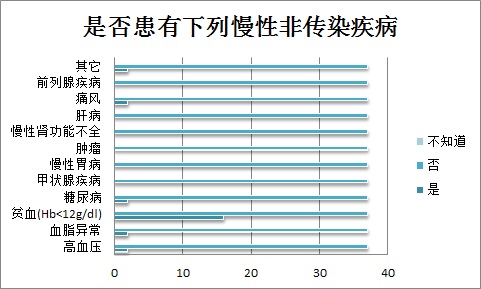 是否患有下列慢性非传染疾病
其它
前列腺疾病
痛风
肝病
慢性肾功能不全
肿瘤
慢性胃病
甲状腺疾病
糖尿病
贫血(Hb<12g/dl)
血脂异常
高血压
0 10 20 30 40
不知道
否
是